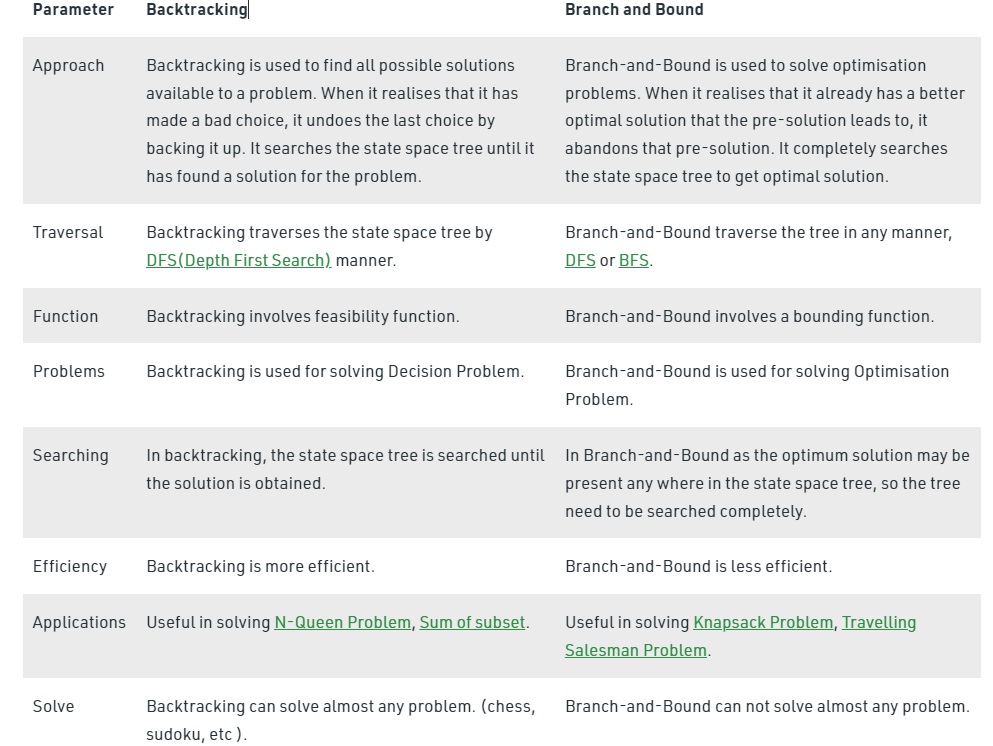 Parameter Backtracking Branch and Bound
Approach
Backtracking is used to find all possible solutions
available to a problem. When it realises that it has
made a bad choice, it undoes the last choice by
backing it up. It searches the state space tree until it
has found a solution for the problem.
Branch-and-Bound is used to solve optimisation
problems. When it realises that it already has a better
optimal solution that the pre-solution leads to, it
abandons that pre-solution. It completely searches
the state space tree to get optimal solution.
Traversal
Backtracking traverses the state space tree by
DFS(Depth First Search) manner.
Branch-and-Bound traverse the tree in any manner,
DFS or BFS.
Function
Backtracking involves feasibility function.
Branch-and-Bound involves a bounding function.
Problems
Backtracking is used for solving Decision Problem.
Branch-and-Bound is used for solving Optimisation
Problem.
Searching
In backtracking, the state space tree is searched until
the solution is obtained.
In Branch-and-Bound as the optimum solution may be
present any where in the state space tree, so the tree
need to be searched completely.
Efficiency
Backtracking is more efficient.
Branch-and-Bound is less efficient.
Applications
Useful in solving N-Queen Problem, Sum of subset.
Useful in solving Knapsack Problem, Travelling
Salesman Problem.
Solve
Backtracking can solve almost any problem. (chess,
sudoku, etc ).
Branch-and-Bound can not solve almost any problem.